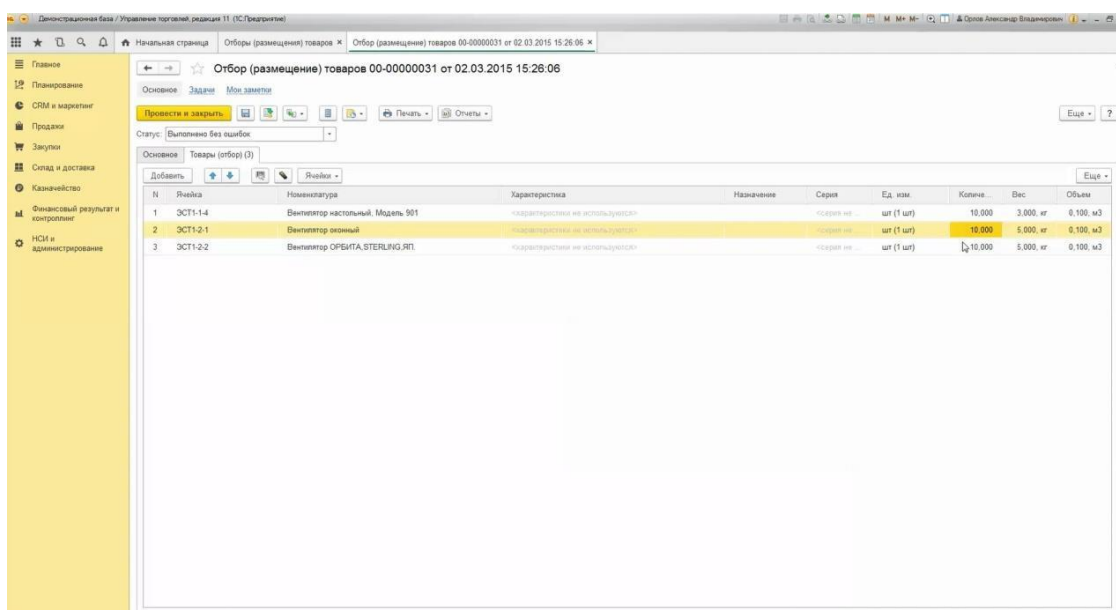 Демонстрационная база / Управление торговлей, редакция 11 (1С:Предприятие)
M M+ M- Орлов Александр Владимирович
Начальная страница Отборы (размещения) товаров × Отбор (размещение) товаров 00-00000031 от 02.03.2015 15:26:06 ×
Главное
Планирование
CRM и маркетинг
Продажи
Закупки
Склад и доставка
Казначейство
Финансовый результат и
контроллинг
НСИ и
администрирование
Отбор (размещение) товаров 00-00000031 от 02.03.2015 15:26:06
Основное Задачи Мои заметки
Провести и закрыть Печать Отчеты Еще ?
Статус: Выполнено без ошибок
Основное Товары (отбор) (3)
Добавить Ячейки Еще
N Ячейка Номенклатура Характеристика Назначение Серия Ед. изм. Количе... Вес Объем
1 ЭСТ1-1-4 Вентилятор настольный, Модель 901 <характеристики не используются> <серия не ... шт (1 шт) 10,000 3,000, кг 0,100, м3
2 ЭСТ1-2-1 Вентилятор оконный <характеристики не используются> <серия не ... шт (1 шт) 10,000 5,000, кг 0,100, м3
3 ЭСТ1-2-2 Вентилятор ОРБИТА,STERLING,ЯП. <характеристики не используются> <серия не ... шт (1 шт) 10,000 5,000, кг 0,100, м3